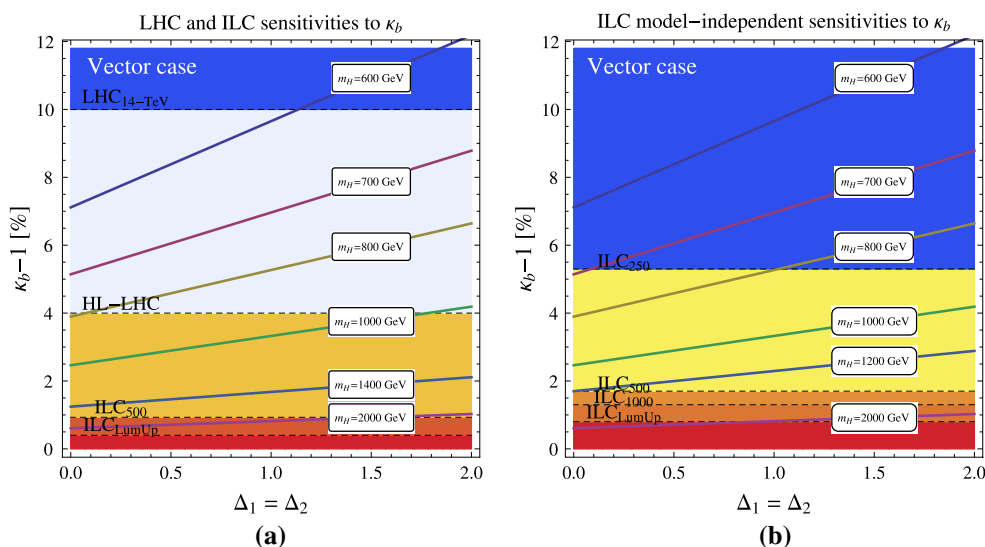 LHC and ILC sensitivities to κb
12
Vector case
mH=600 GeV
LHC14−TeV
10
mH=700 GeV
8
κb−1 [%]
mH=800 GeV
6
HL−LHC
4
mH=1000 GeV
mH=1400 GeV
2
ILC500
mH=2000 GeV
ILCLumUp
0
0.0 0.5 1.0 1.5 2.0
Δ1 = Δ2
(a)
ILC model−independent sensitivities to κb
12
Vector case
mH=600 GeV
10
mH=700 GeV
8
κb−1 [%]
mH=800 GeV
6
ILC250
4
mH=1000 GeV
mH=1200 GeV
2
ILC500
ILC1000
ILCLumUp
mH=2000 GeV
0
0.0 0.5 1.0 1.5 2.0
Δ1 = Δ2
(b)